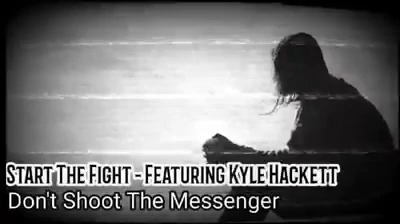 START THE FIGHT - FEATURING KYLE HACKETT
Don't Shoot The Messenger